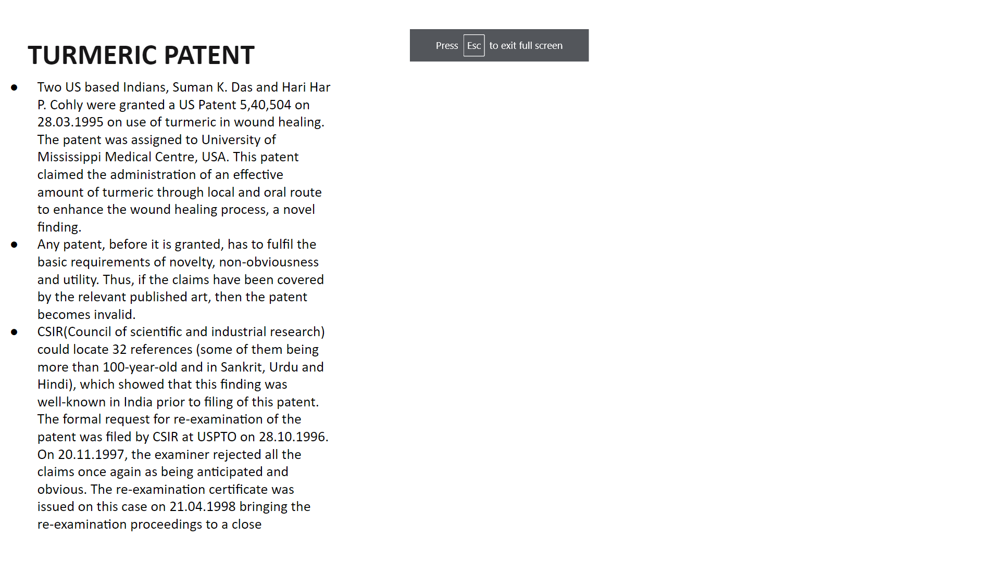 Press Esc to exit full screen
TURMERIC PATENT
● Two US based Indians, Suman K. Das and Hari Har
P. Cohly were granted a US Patent 5,40,504 on
28.03.1995 on use of turmeric in wound healing.
The patent was assigned to University of
Mississippi Medical Centre, USA. This patent
claimed the administration of an effective
amount of turmeric through local and oral route
to enhance the wound healing process, a novel
finding.
● Any patent, before it is granted, has to fulfil the
basic requirements of novelty, non-obviousness
and utility. Thus, if the claims have been covered
by the relevant published art, then the patent
becomes invalid.
● CSIR(Council of scientific and industrial research)
could locate 32 references (some of them being
more than 100-year-old and in Sankrit, Urdu and
Hindi), which showed that this finding was
well-known in India prior to filing of this patent.
The formal request for re-examination of the
patent was filed by CSIR at USPTO on 28.10.1996.
On 20.11.1997, the examiner rejected all the
claims once again as being anticipated and
obvious. The re-examination certificate was
issued on this case on 21.04.1998 bringing the
re-examination proceedings to a close